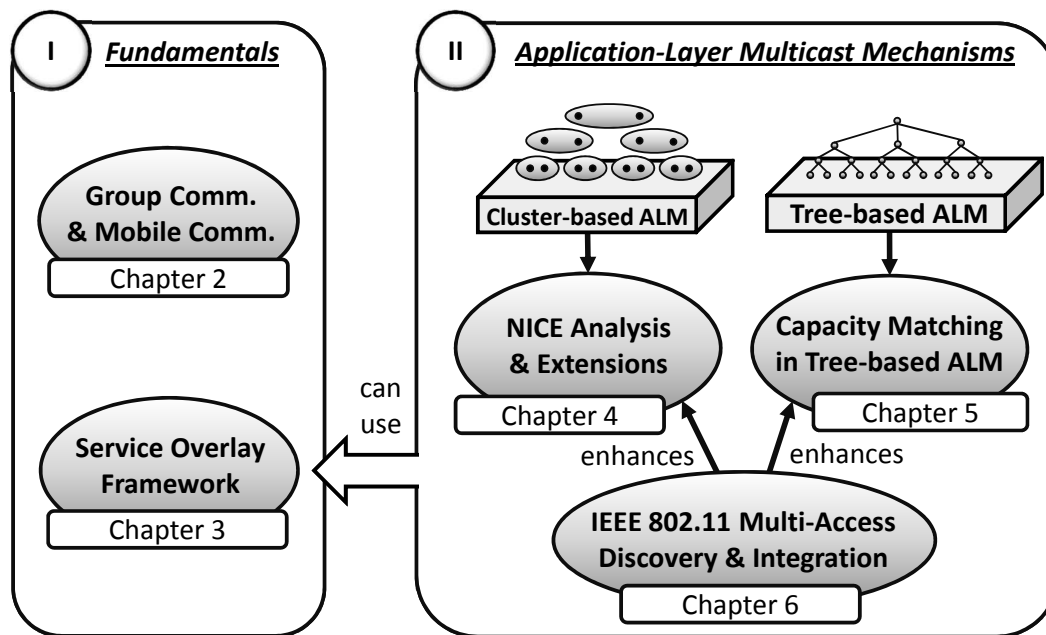 I
Fundamentals
Group Comm.
& Mobile Comm.
Chapter 2
Service Overlay
Framework
Chapter 3
can
use
II
Application-Layer Multicast Mechanisms
Cluster-based ALM
Tree-based ALM
NICE Analysis
& Extensions
Chapter 4
Capacity Matching
in Tree-based ALM
Chapter 5
enhances
enhances
IEEE 802.11 Multi-Access
Discovery & Integration
Chapter 6